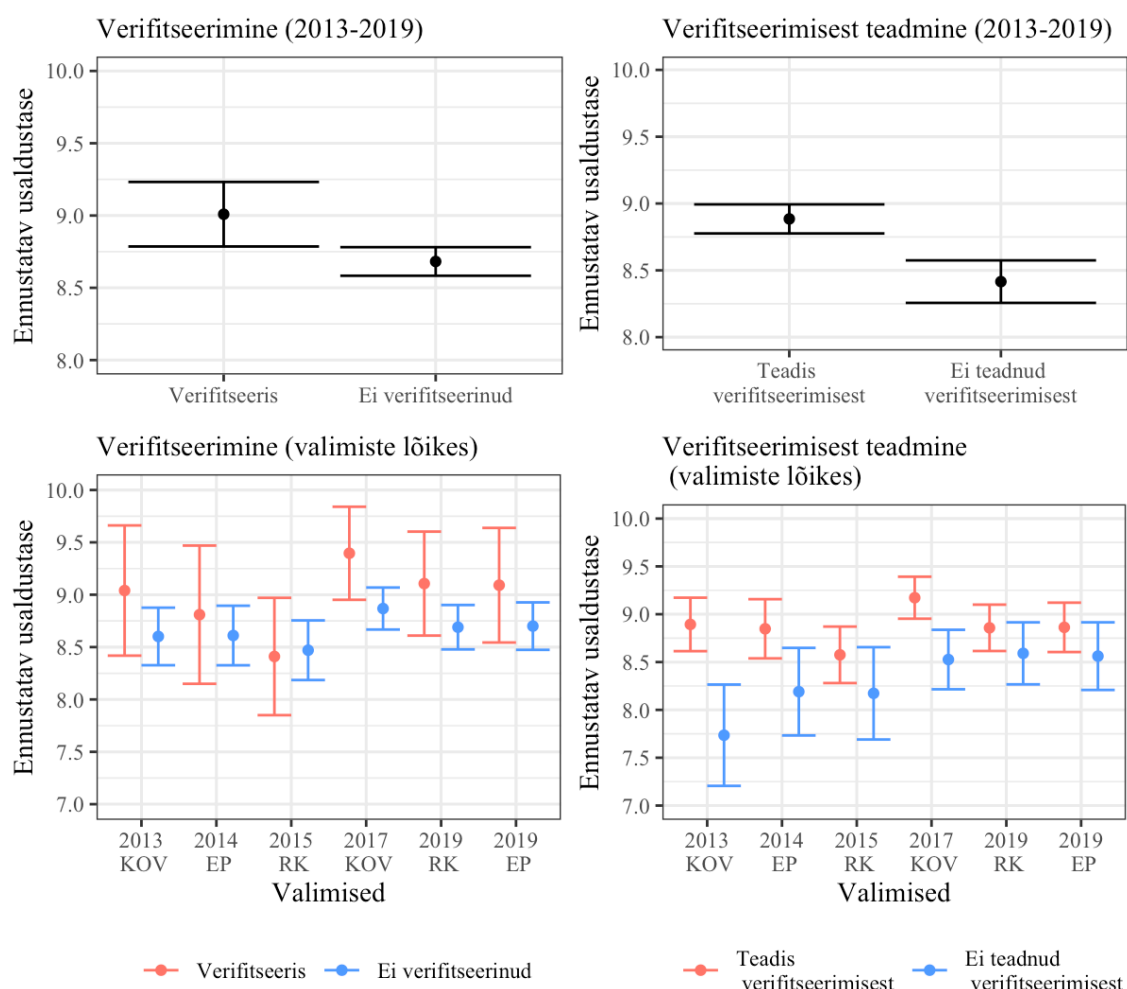 Verifitseerimine (2013-2019)
Ennustatav usaldustase
10.0
9.5
9.0
8.5
8.0
Verifitseeris
Ei verifitseerinud
Verifitseerimisest teadmine (2013-2019)
Ennustatav usaldustase
10.0
9.5
9.0
8.5
8.0
Teadis
verifitseerimisest
Ei teadnud
verifitseerimisest
Verifitseerimine (valimiste lõikes)
Ennustatav usaldustase
10.0
9.5
9.0
8.5
8.0
7.5
7.0
2013
KOV
2014
EP
2015
RK
2017
KOV
2019
RK
2019
EP
Valimised
Verifitseeris
Ei verifitseerinud
Verifitseerimisest teadmine
(valimiste lõikes)
Ennustatav usaldustase
10.0
9.5
9.0
8.5
8.0
7.5
7.0
2013
KOV
2014
EP
2015
RK
2017
KOV
2019
RK
2019
EP
Valimised
Teadis
verifitseerimisest
Ei teadnud
verifitseerimisest